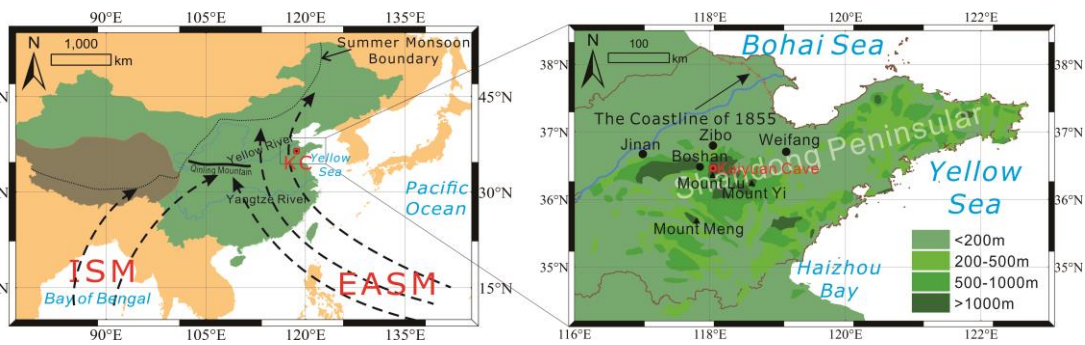 90°E 105°E 120°E 135°E
N
1,000
km
Summer Monsoon
Boundary
45°N
30°N
15°N
Yellow River
KC
Yellow
Sea
Qinling Mountain
Yangtze River
Pacific
Ocean
ISM
Bay of Bengal
EASM
90°E 105°E 120°E 135°E
118°E 120°E 122°E
N
100
km
Bohai Sea
38°N
37°N
36°N
35°N
38°N
37°N
36°N
35°N
The Coastline of 1855
Jinan
Zibo
Weifang
Boshan
Kaiyuan Cave
Shandong Peninsular
Mount Lu
Mount Yi
Mount Meng
Yellow
Sea
Haizhou
Bay
<200m
200-500m
500-1000m
>1000m
116°E 118°E 120°E 122°E